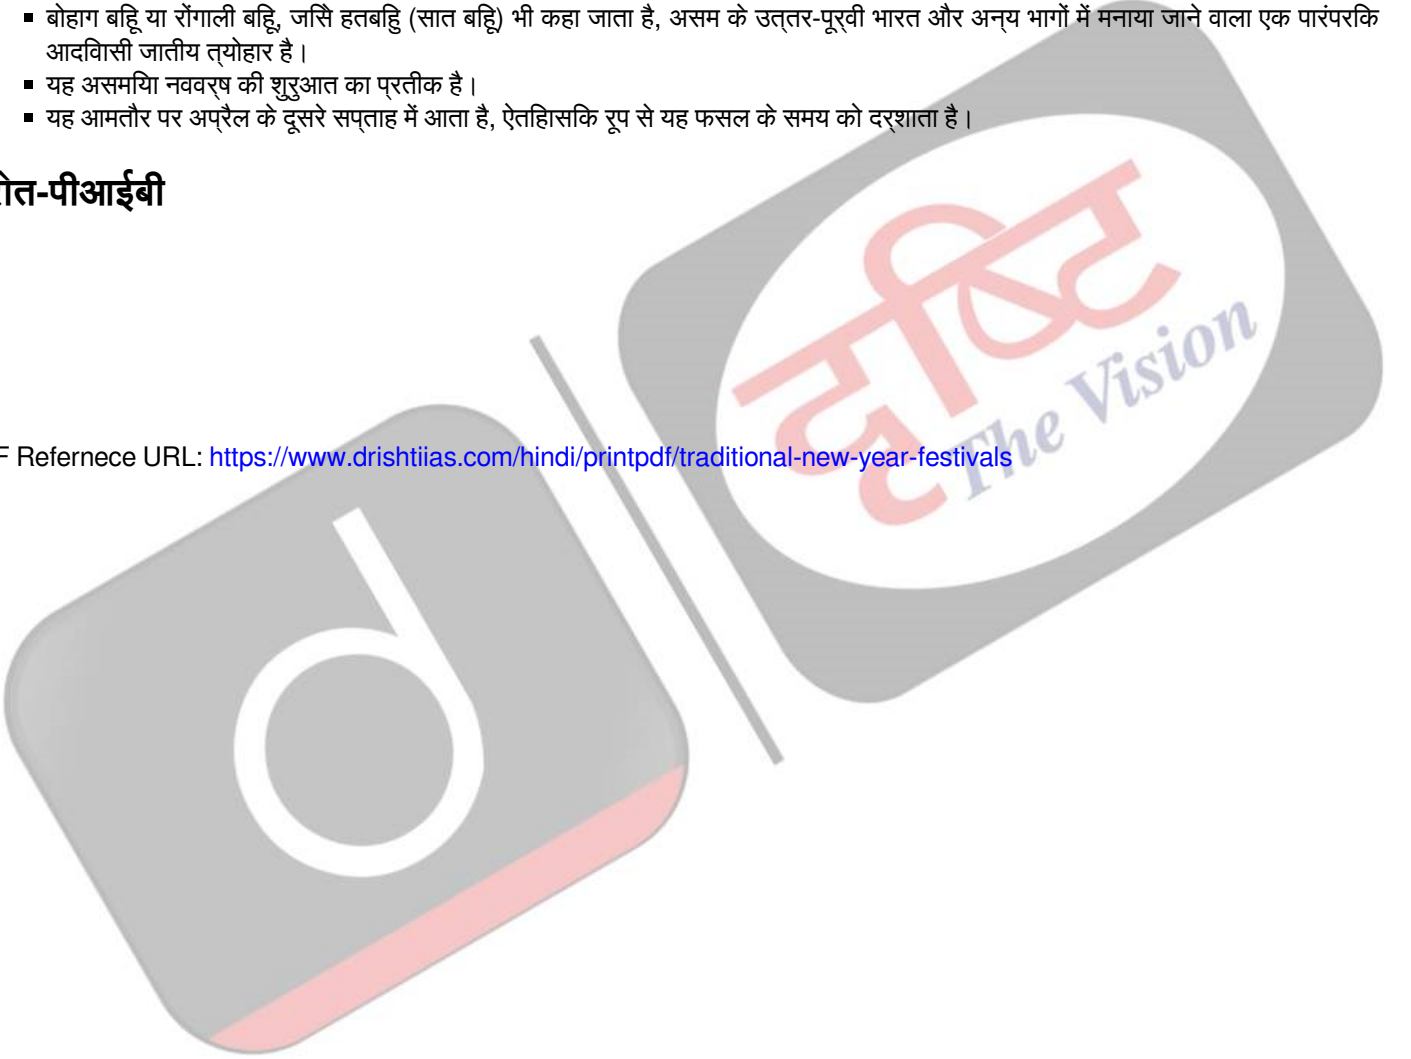 ▪ बोहाग बिहू या रोंगाली बिहू, जिसे हतबिहु (सात बिहू) भी कहा जाता है, असम के उत्तर-पूर्वी भारत और अन्य भागों में मनाया जाने वाला एक पारंपरिक
आदिवासी जातीय त्योहार है।
▪ यह असमिया नववर्ष की शुरुआत का प्रतीक है।
▪ यह आमतौर पर अप्रैल के दूसरे सप्ताह में आता है, ऐतिहासिक रूप से यह फसल के समय को दर्शाता है।
-पीआईबी
दृष्टि
The Vision
F Refernece URL: https://www.drishtiias.com/hindi/printpdf/traditional-new-year-festivals
d